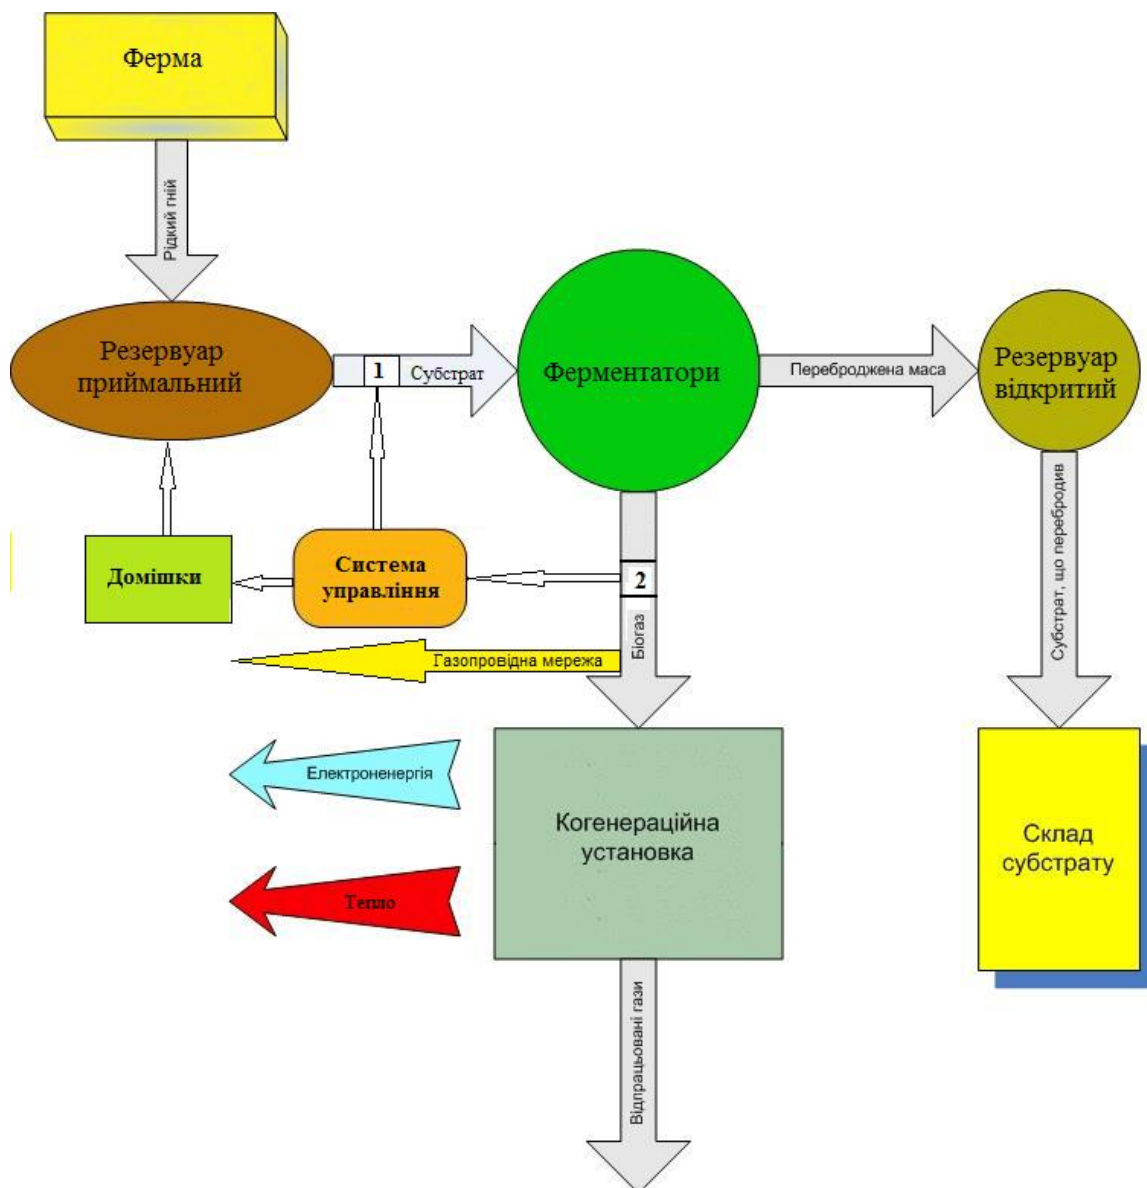 Ферма
Рідкий гній
Резервуар
приймальний
1
Субстрат
Ферментатори
Переброджена маса
Резервуар
відкритий
Домішки
Система
управління
2
Біогаз
Субстрат, що перебродив
Газопровідна мережа
Електроненергія
Тепло
Когенераційна
установка
Склад
субстрату
Відпрацьовані гази